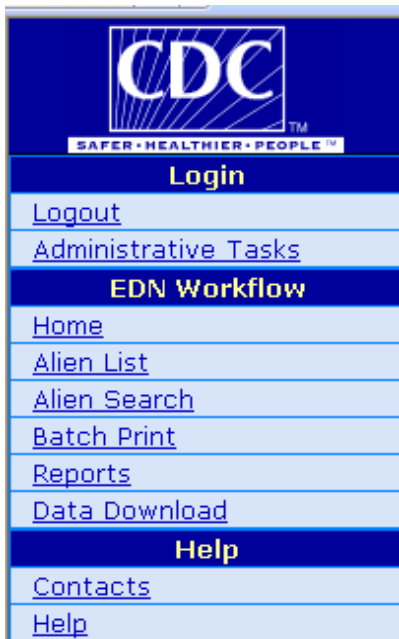 CDC
TM
SAFER•HEALTHIER•PEOPLE™
Login
Logout
Administrative Tasks
EDN Workflow
Home
Alien List
Alien Search
Batch Print
Reports
Data Download
Help
Contacts
Help